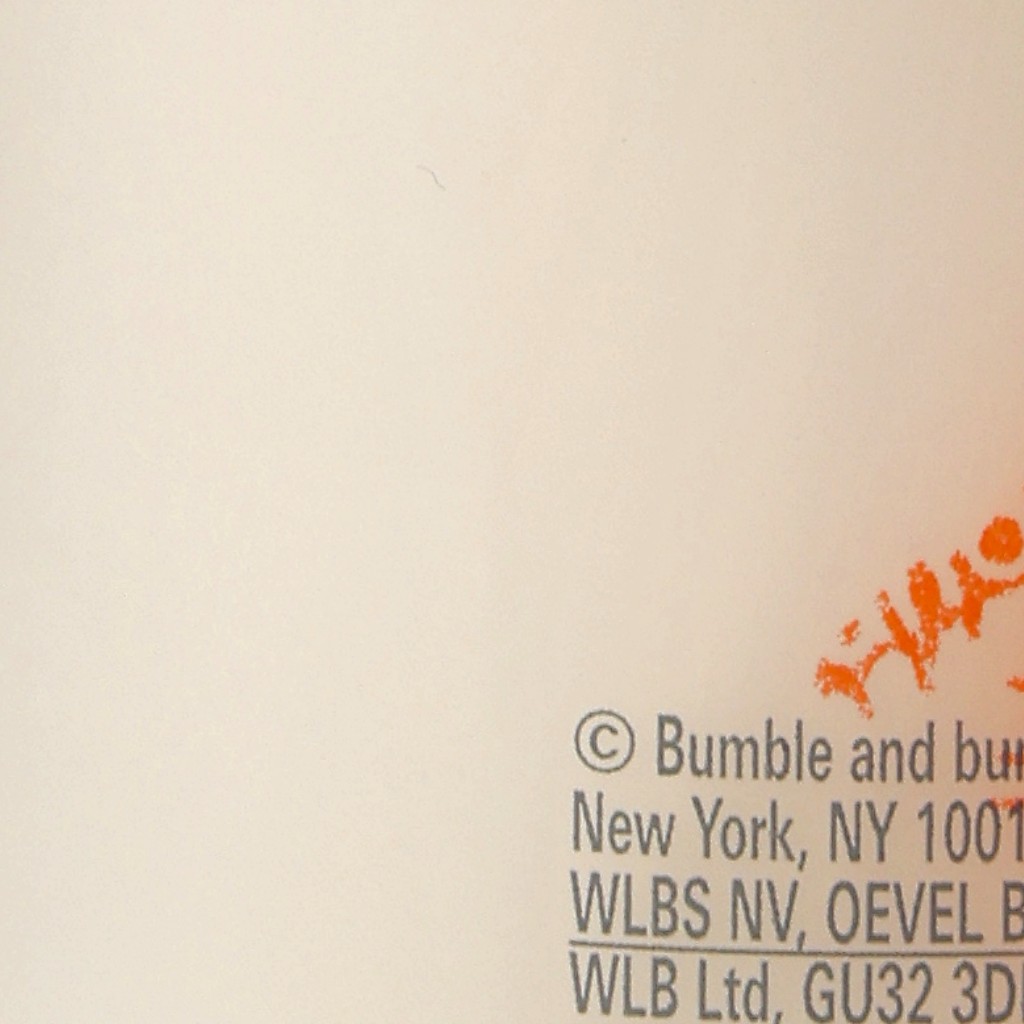 © Bumble and bu
New York, NY 1001
WLBS NV, OEVEL B
WLB Ltd, GU32 3D